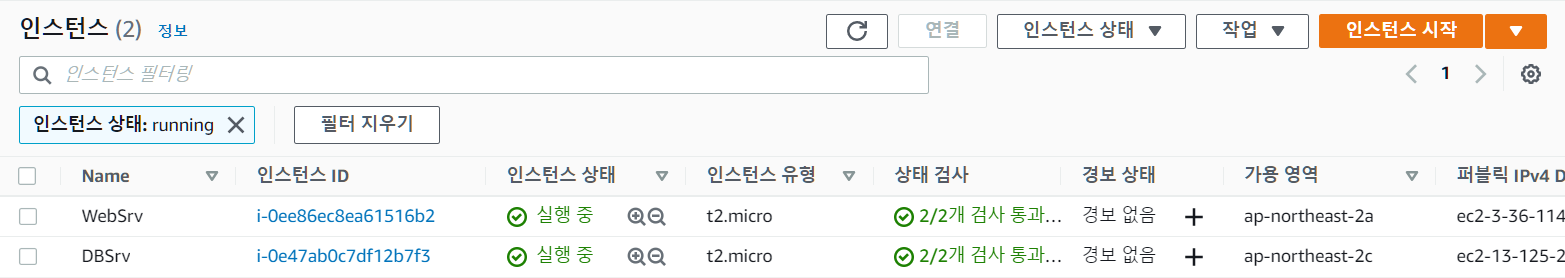 인스턴스 (2) 정보 연결 인스턴스 상태 작업 인스턴스 시작
인스턴스 필터링 1
인스턴스 상태: running 필터 지우기
Name 인스턴스 ID 인스턴스 상태 인스턴스 유형 상태 검사 경보 상태 가용 영역 퍼블릭 IPv4 D
WebSrv i-0ee86ec8ea61516b2 실행 중 t2.micro 2/2개 검사 통과... 경보 없음 ap-northeast-2a ec2-3-36-114
DBSrv i-0e47ab0c7df12b7f3 실행 중 t2.micro 2/2개 검사 통과... 경보 없음 ap-northeast-2c ec2-13-125-2